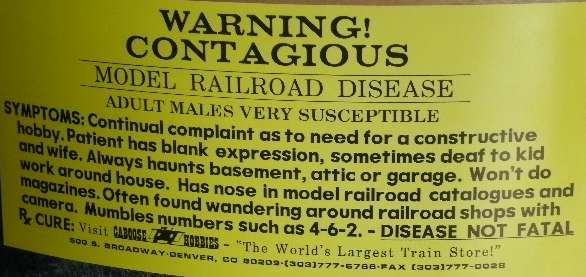 WARNING!
CONTAGIOUS
MODEL RAILROAD DISEASE
ADULT MALES VERY SUSCEPTIBLE
SYMPTOMS: Continual complaint as to need for a constructive
hobby. Patient has blank expression, sometimes deaf to kid
and wife. Always haunts basement, attic or garage. Won't do
work around house. Has nose in model railroad catalogues and
magazines. Often found wandering around railroad shops with
camera. Mumbles numbers such as 4-6-2. - DISEASE NOT FATAL
℞ CURE: Visit CABOOSE HOBBIES - "The World's Largest Train Store!"
500 S. BROADWAY·DENVER, CO 80209·(303)777-6766·FAX (303)777-0028